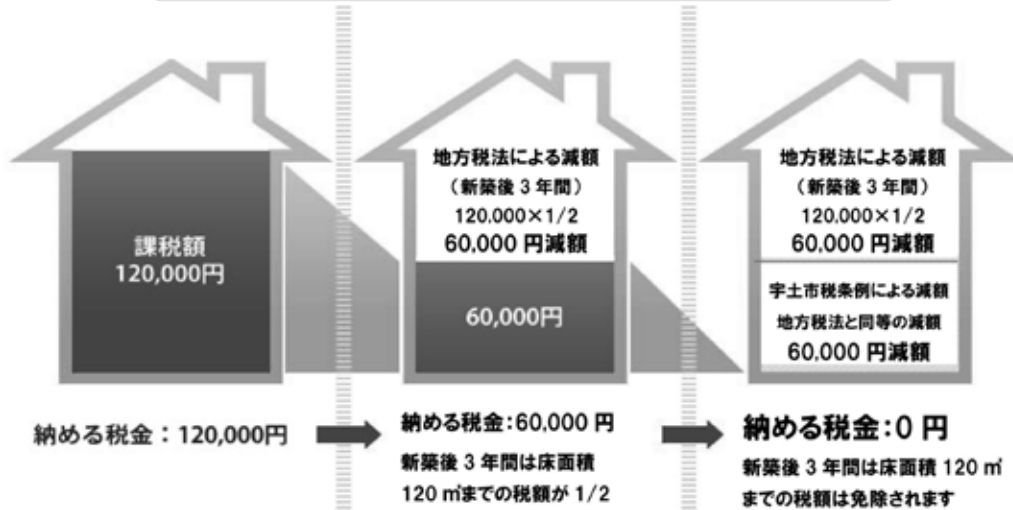 課税額
120,000円
納める税金：120,000円
地方税法による減額
（新築後 3 年間）
120,000×1/2
60,000 円減額
60,000円
納める税金:60,000 円
新築後 3 年間は床面積
120 ㎡までの税額が 1/2
地方税法による減額
（新築後 3 年間）
120,000×1/2
60,000 円減額
宇土市税条例による減額
地方税法と同等の減額
60,000 円減額
納める税金:0 円
新築後 3 年間は床面積 120 ㎡
までの税額は免除されます